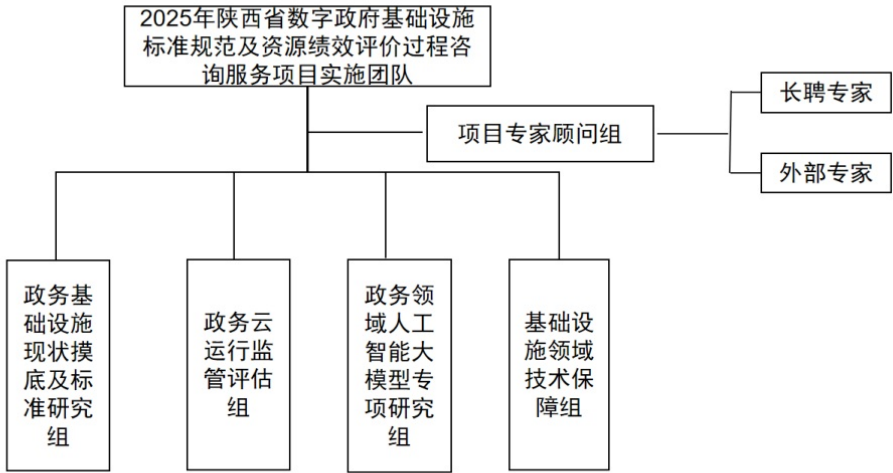 2025年陕西省数字政府基础设施
标准规范及资源绩效评价过程咨
询服务项目实施团队
项目专家顾问组
长聘专家
外部专家
政务基
础设施
现状摸
底及标
准研究
组
政务云
运行监
管评估
组
政务领
域人工
智能大
模型专
项研究
组
基础设
施领域
技术保
障组